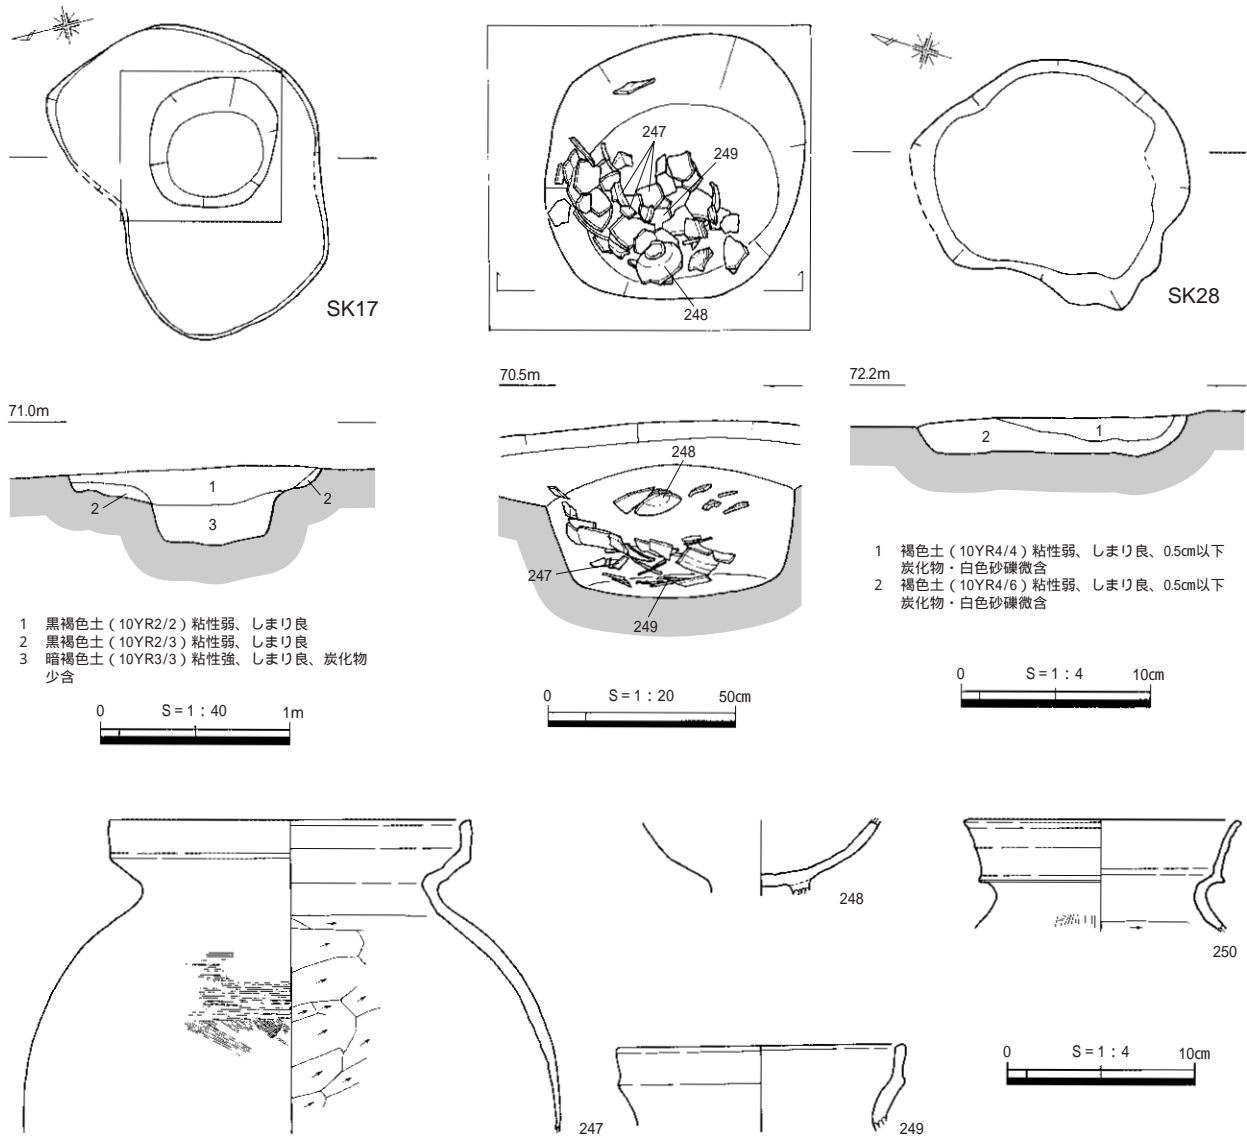 SK17
247
249
248
SK28
71.0m
1
2
2
3
70.5m
248
247
249
72.2m
2
1
1 黒褐色土（10YR2/2）粘性弱、しまり良
2 黒褐色土（10YR2/3）粘性弱、しまり良
3 暗褐色土（10YR3/3）粘性強、しまり良、炭化物
少含
1 褐色土（10YR4/4）粘性弱、しまり良、0.5㎝以下
炭化物・白色砂礫微含
2 褐色土（10YR4/6）粘性弱、しまり良、0.5㎝以下
炭化物・白色砂礫微含
0 S=1：40 1m
0 S=1：20 50㎝
0 S=1：4 10㎝
247
248
249
250
0 S=1：4 10㎝